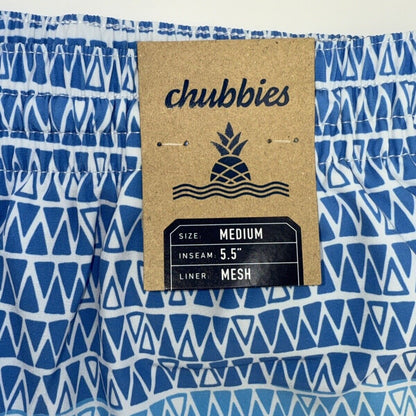 chubbies
SIZE: MEDIUM
INSEAM: 5.5"
LINER: MESH